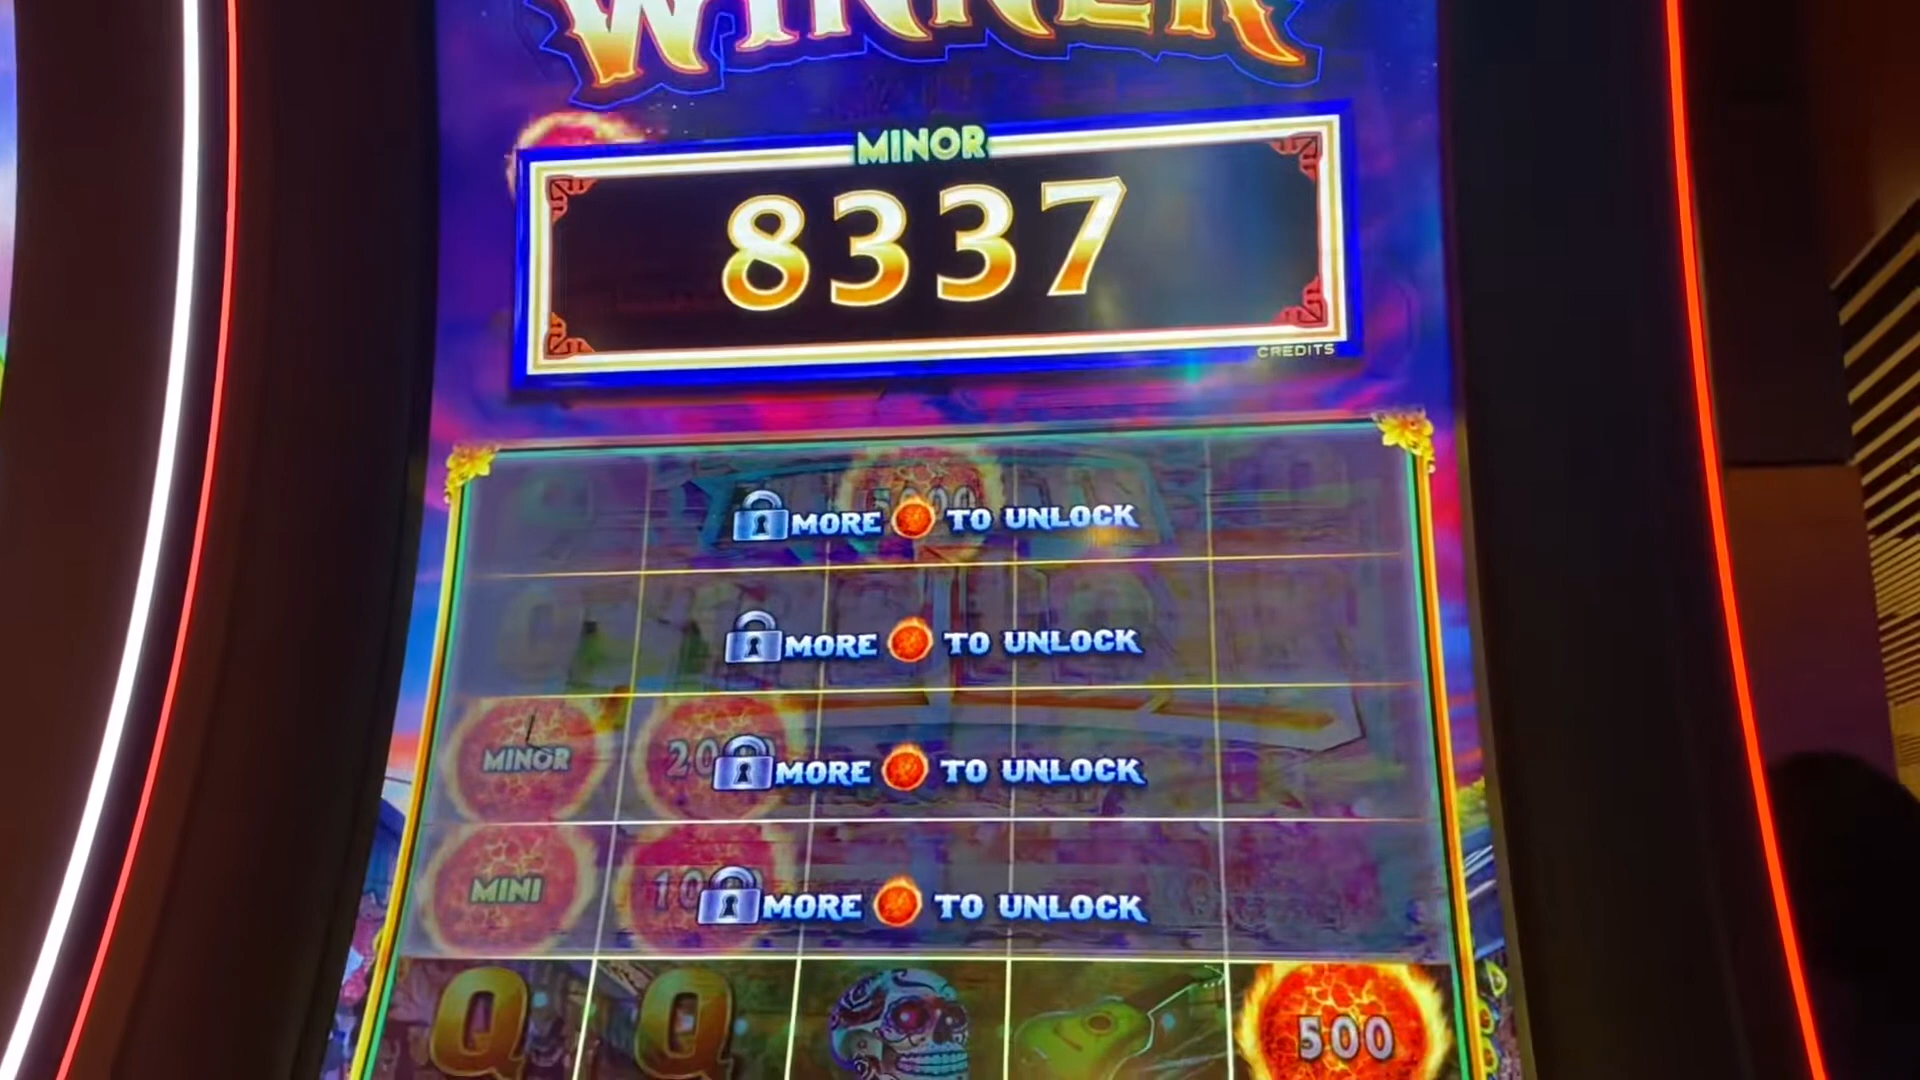 WINNER
MINOR
8337
CREDITS
MORE TO UNLOCK
MORE TO UNLOCK
MINOR
MORE TO UNLOCK
MINI
MORE TO UNLOCK
Q Q
500